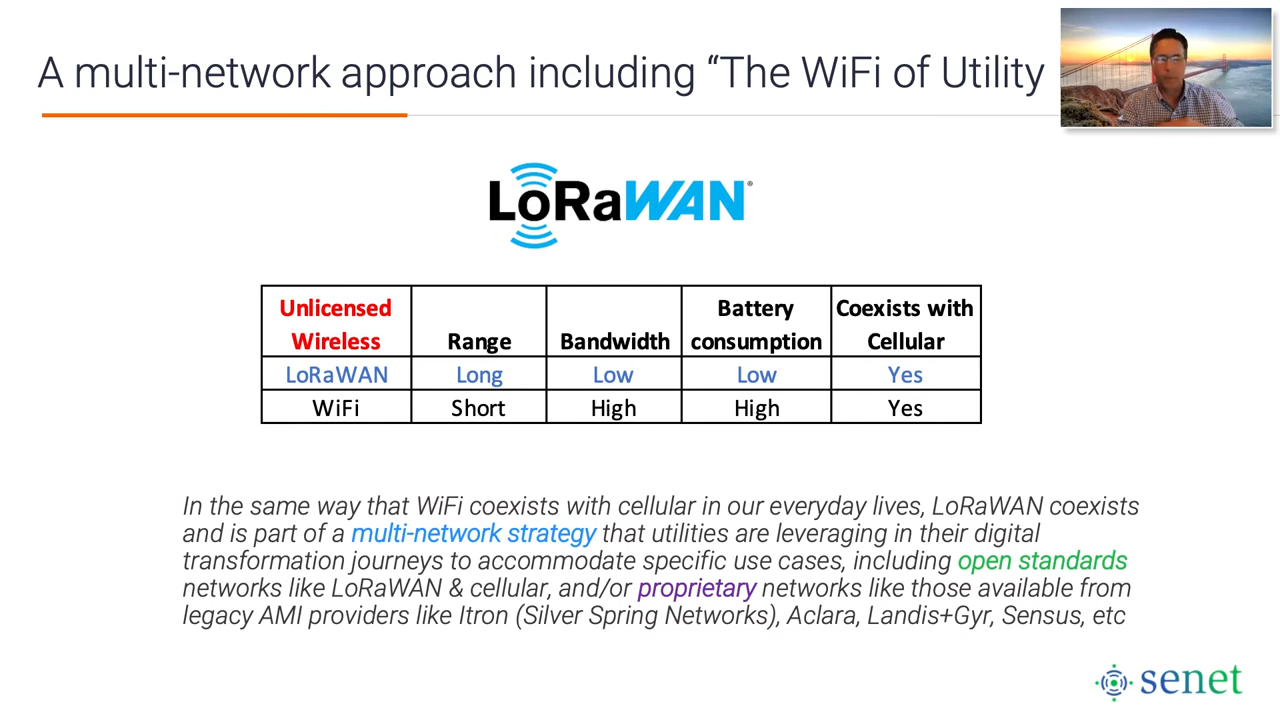 A multi-network approach including “The WiFi of Utility
LoRaWAN®
Unlicensed Wireless Range Bandwidth Battery consumption Coexists with Cellular
LoRaWAN Long Low Low Yes
WiFi Short High High Yes
In the same way that WiFi coexists with cellular in our everyday lives, LoRaWAN coexists
and is part of a multi-network strategy that utilities are leveraging in their digital
transformation journeys to accommodate specific use cases, including open standards
networks like LoRaWAN & cellular, and/or proprietary networks like those available from
legacy AMI providers like Itron (Silver Spring Networks), Aclara, Landis+Gyr, Sensus, etc
senet